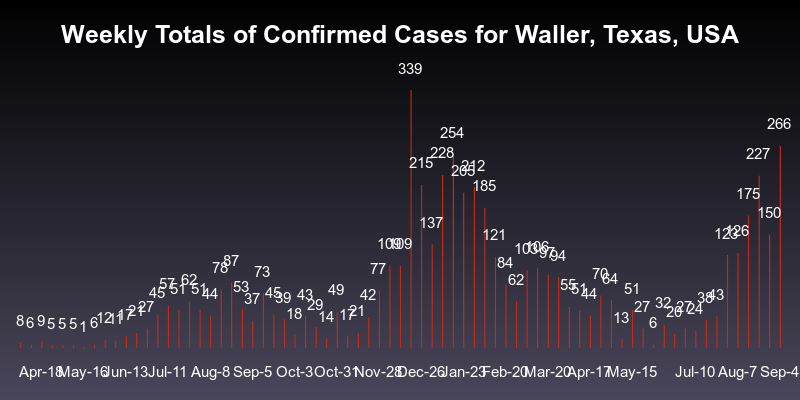 Weekly Totals of Confirmed Cases for Waller, Texas, USA
339
266
254
228 227
215 205 212
185 175
137 150
121 123 126
109 109 103 106 97 94
78 87 77 84
57 62 73 62 70 64
45 51 51 44 53 37 45 39 43 49 42 55 51 44 51
8 6 9 5 5 5 1 6 12 11 17 21 27 18 29 14 17 21 13 27 6 32 20 27 24 38 43
Apr-18 May-16 Jun-13 Jul-11 Aug-8 Sep-5 Oct-3 Oct-31 Nov-28 Dec-26 Jan-23 Feb-20 Mar-20 Apr-17 May-15 Jul-10 Aug-7 Sep-4